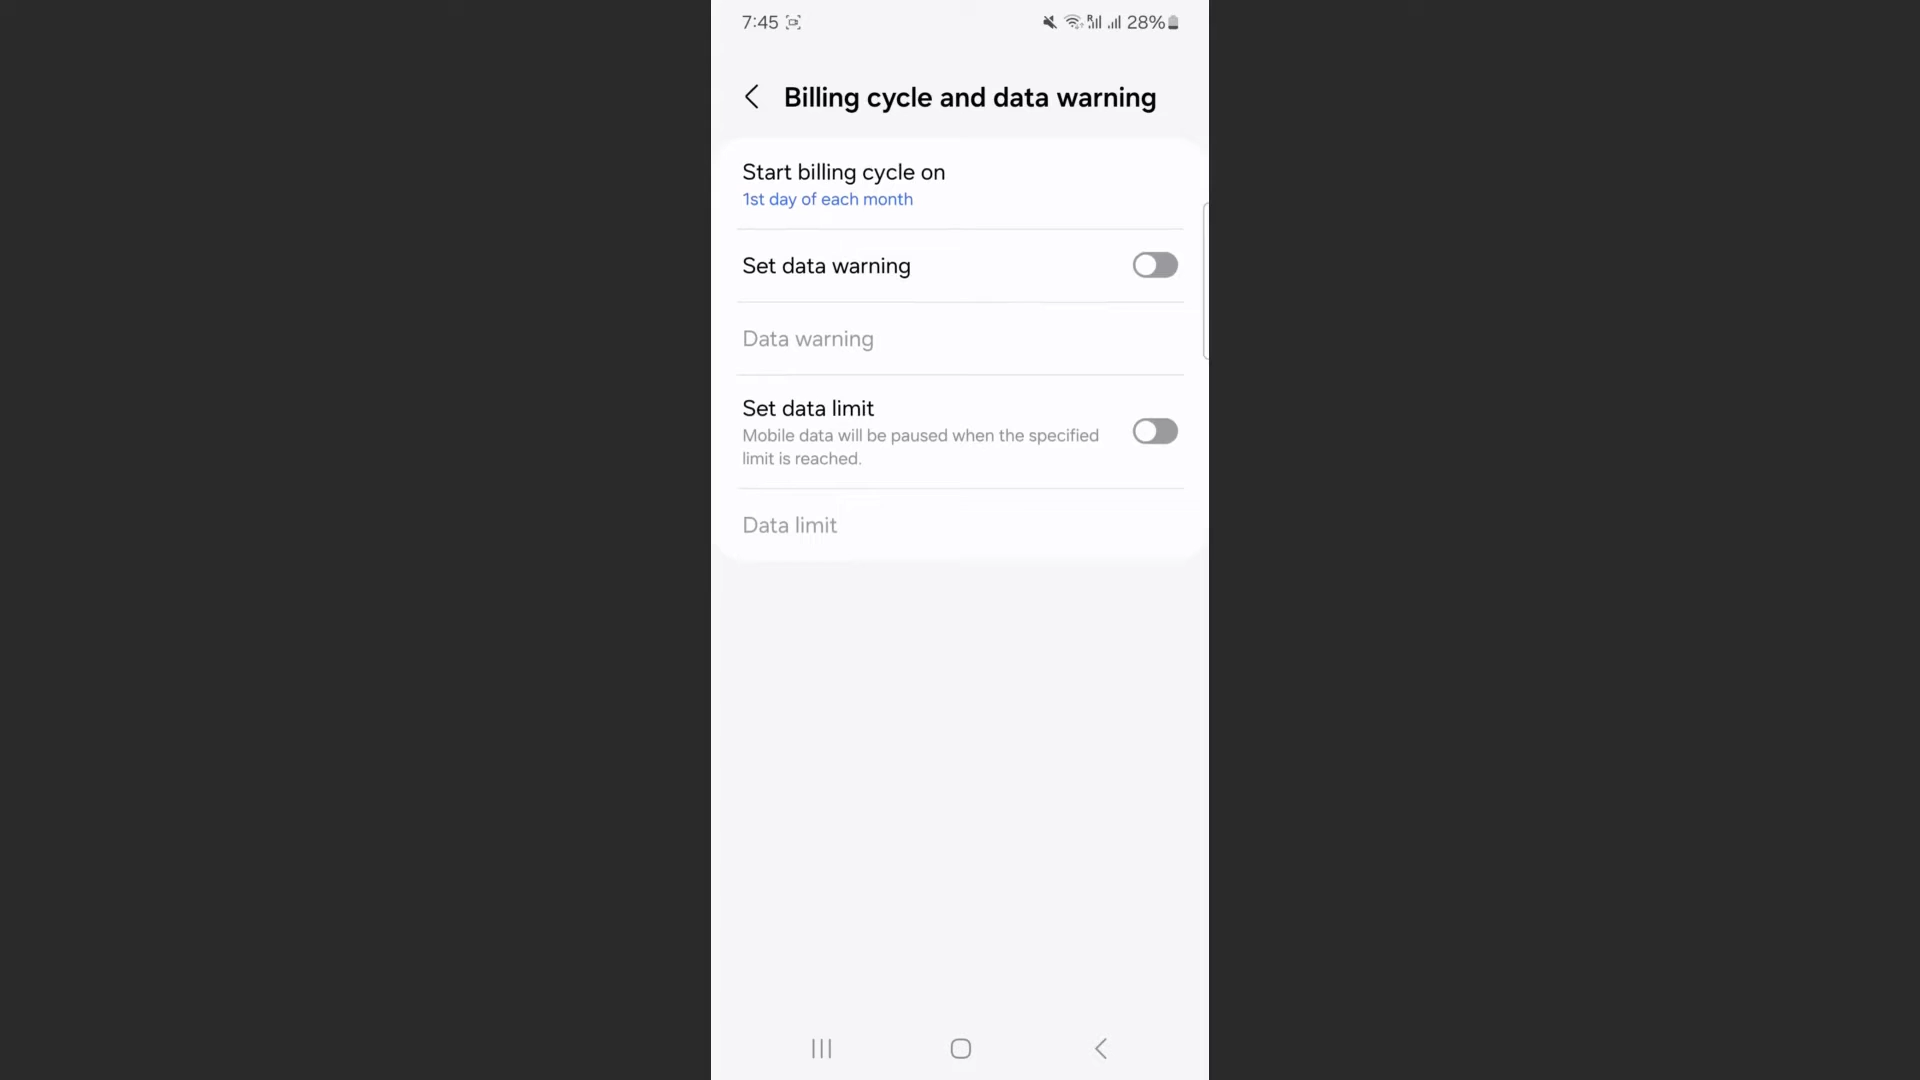 7:45
28%
Billing cycle and data warning
Start billing cycle on
1st day of each month
Set data warning
Data warning
Set data limit
Mobile data will be paused when the specified
limit is reached.
Data limit